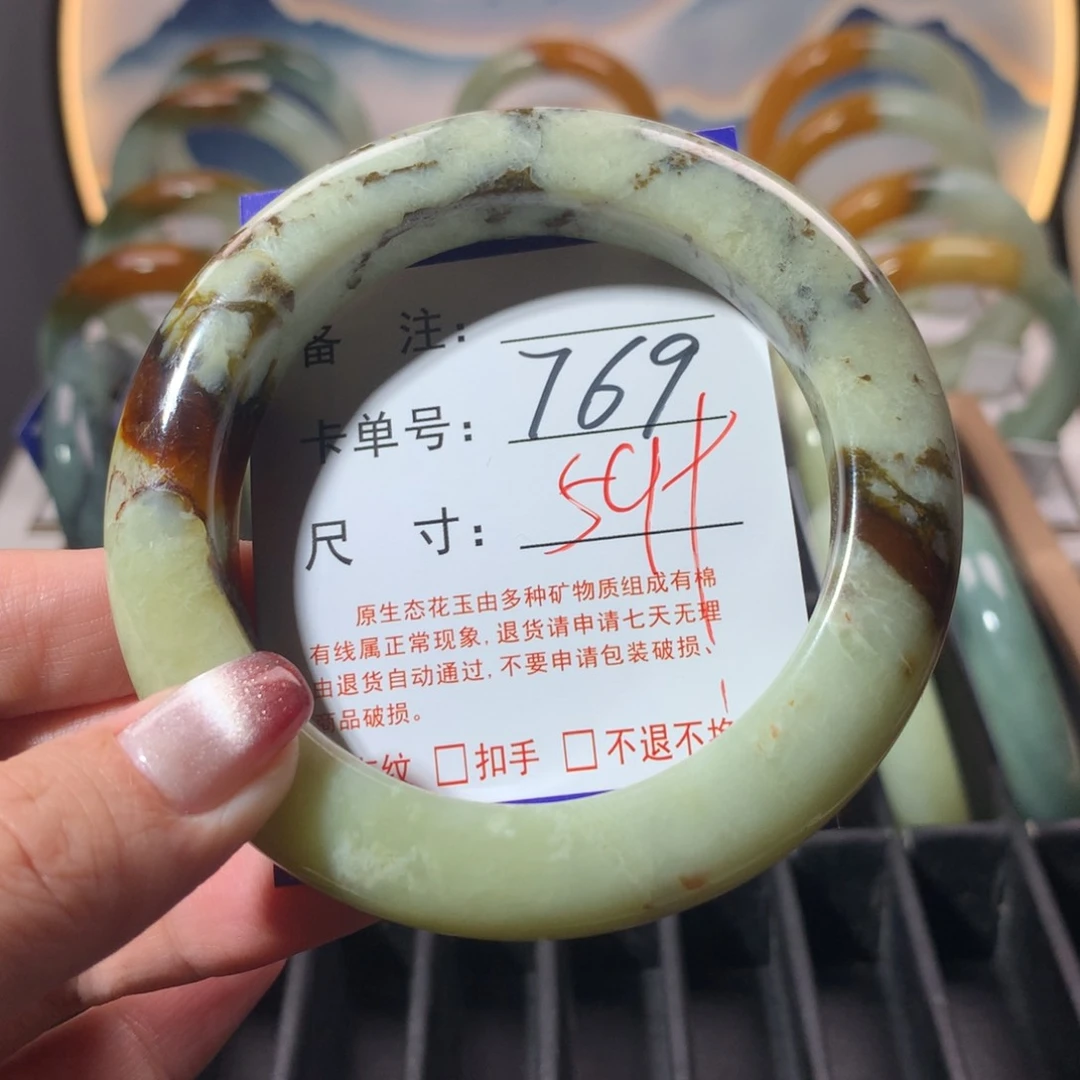 备 注：
卡单号：769
尺 寸：54
原生态花玉由多种矿物质组成有棉
有线属正常现象，退货请申请七天无理
由退货自动通过，不要申请包装破损、
商品破损。
纹 □扣手 □不退不换